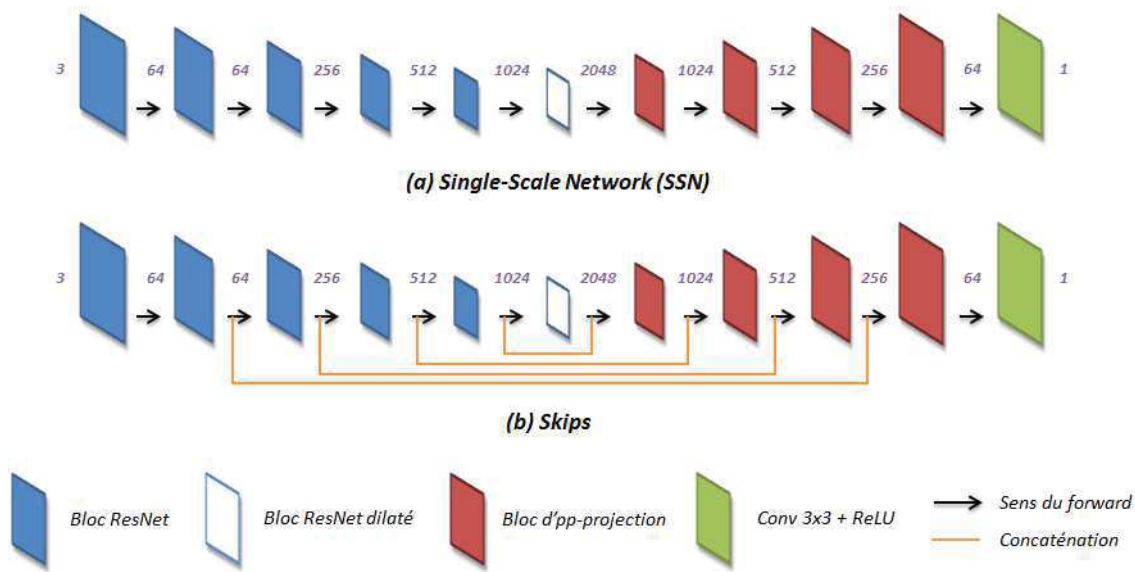 3 64 64 256 512 1024 2048 1024 512 256 64 1
(a) Single-Scale Network (SSN)
3 64 64 256 512 1024 2048 1024 512 256 64 1
(b) Skips
Bloc ResNet
Bloc ResNet dilaté
Bloc d'pp-projection
Conv 3x3 + ReLU
Sens du forward
Concaténation